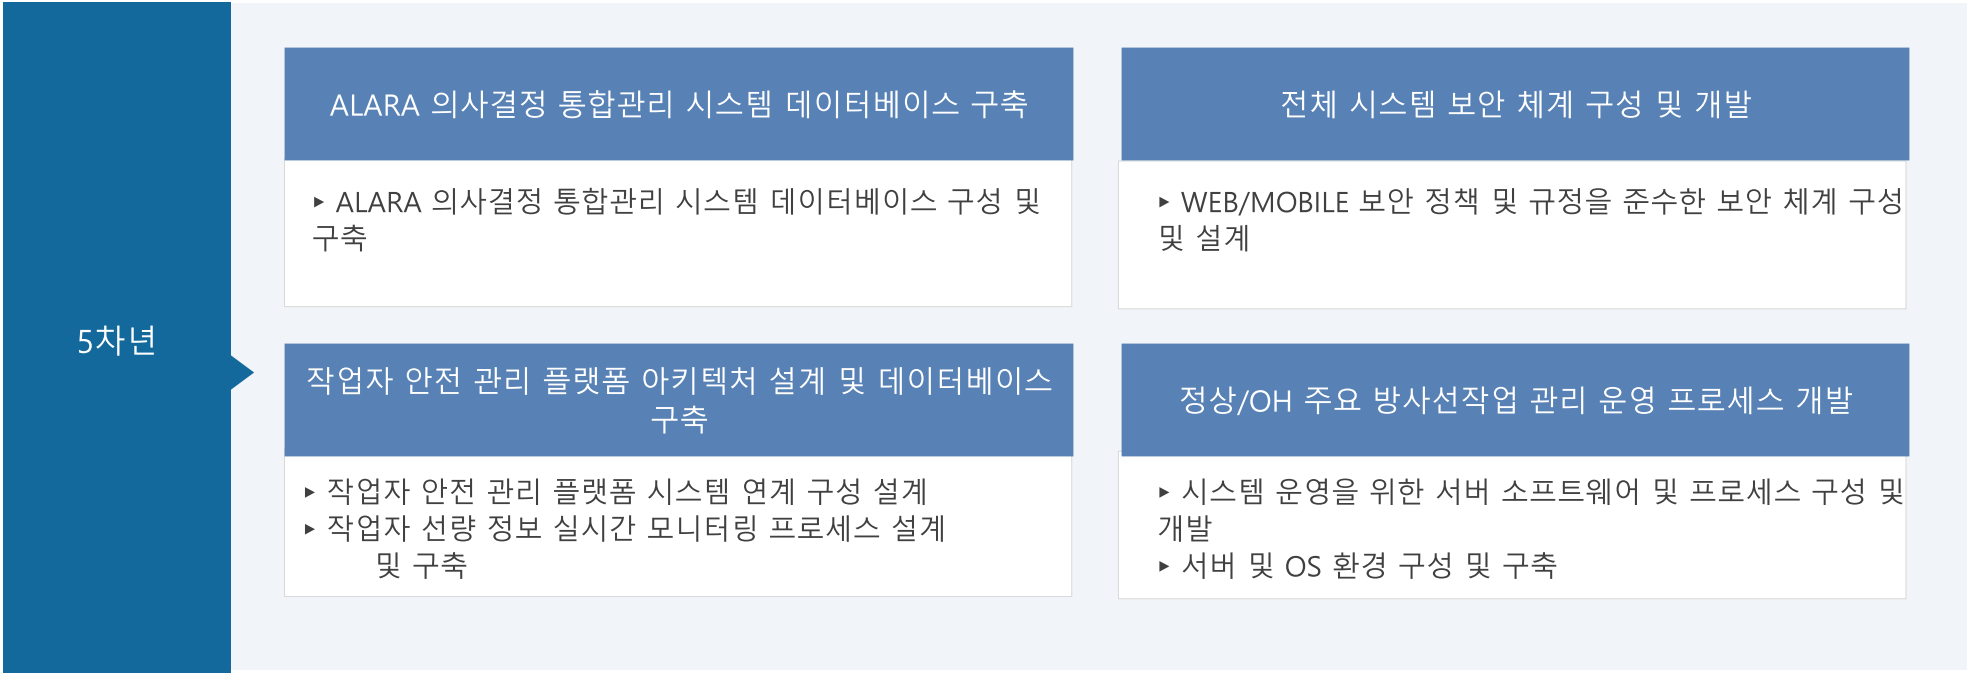 5차년
ALARA 의사결정 통합관리 시스템 데이터베이스 구축
▸ ALARA 의사결정 통합관리 시스템 데이터베이스 구성 및
구축
전체 시스템 보안 체계 구성 및 개발
▸ WEB/MOBILE 보안 정책 및 규정을 준수한 보안 체계 구성
및 설계
작업자 안전 관리 플랫폼 아키텍처 설계 및 데이터베이스
구축
▸ 작업자 안전 관리 플랫폼 시스템 연계 구성 설계
▸ 작업자 선량 정보 실시간 모니터링 프로세스 설계
및 구축
정상/OH 주요 방사선작업 관리 운영 프로세스 개발
▸ 시스템 운영을 위한 서버 소프트웨어 및 프로세스 구성 및
개발
▸ 서버 및 OS 환경 구성 및 구축